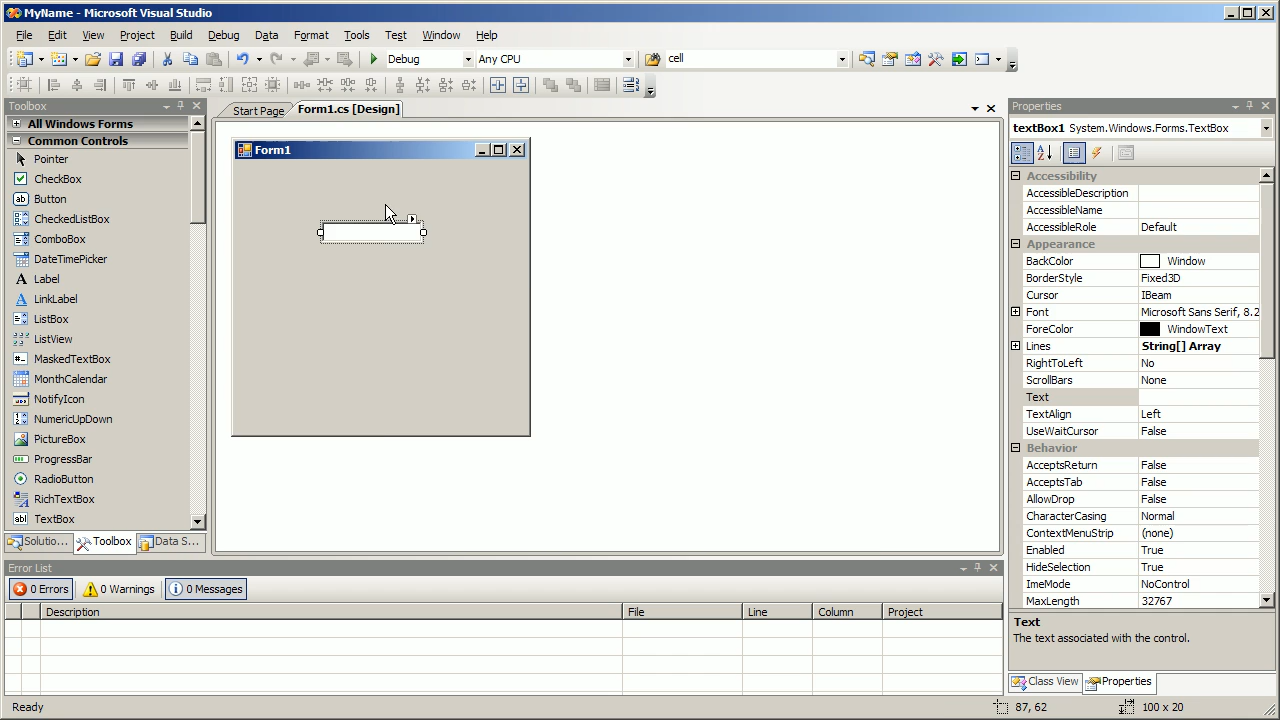 MyName - Microsoft Visual Studio
File Edit View Project Build Debug Data Format Tools Test Window Help
Debug Any CPU cell
Toolbox
All Windows Forms
Common Controls
Pointer
CheckBox
Button
CheckedListBox
ComboBox
DateTimePicker
Label
LinkLabel
ListBox
ListView
MaskedTextBox
MonthCalendar
NotifyIcon
NumericUpDown
PictureBox
ProgressBar
RadioButton
RichTextBox
TextBox
Solutio... Toolbox Data S...
Start Page Form1.cs [Design]
Form1
Properties
textBox1 System.Windows.Forms.TextBox
Accessibility
AccessibleDescription
AccessibleName
AccessibleRole Default
Appearance
BackColor Window
BorderStyle Fixed3D
Cursor IBeam
Font Microsoft Sans Serif, 8.2
ForeColor WindowText
Lines String[] Array
RightToLeft No
ScrollBars None
Text
TextAlign Left
UseWaitCursor False
Behavior
AcceptsReturn False
AcceptsTab False
AllowDrop False
CharacterCasing Normal
ContextMenuStrip (none)
Enabled True
HideSelection True
ImeMode NoControl
MaxLength 32767
Text
The text associated with the control.
Class View Properties
Error List
0 Errors 0 Warnings 0 Messages
Description File Line Column Project
Ready 87, 62 100 x 20